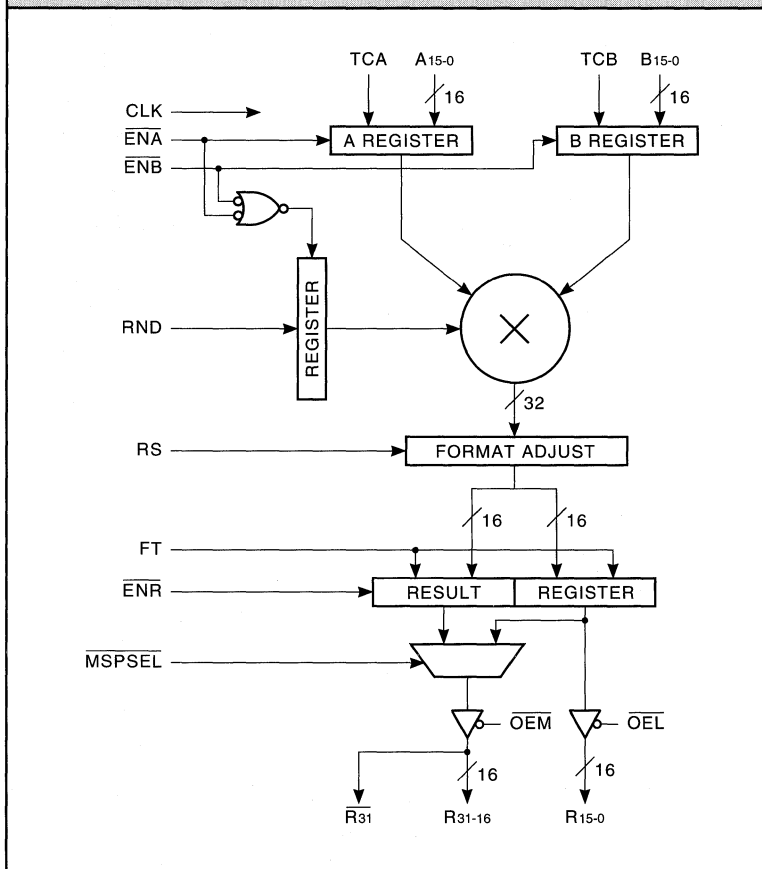 TCA A15-0 TCB B15-0
16 16
CLK
ENA A REGISTER B REGISTER
ENB
RND REGISTER
32
RS FORMAT ADJUST
16 16
FT
ENR RESULT REGISTER
MSPSEL
OEM OEL
16 16
R31 R31-16 R15-0